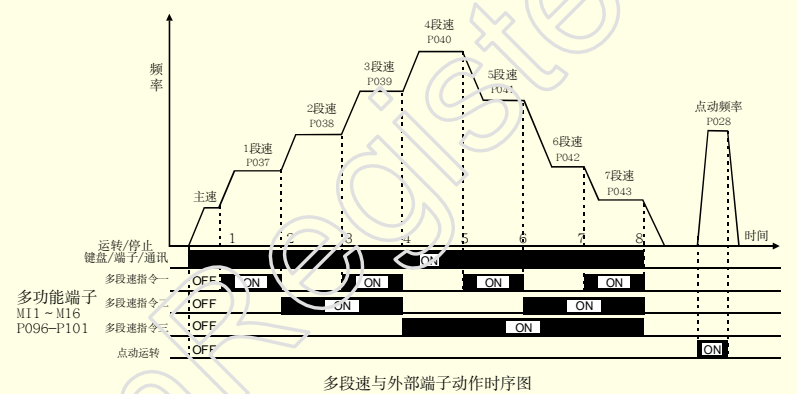 4段速
P040
频率
3段速
P039
5段速
P041
2段速
P038
点动频率
P028
1段速
P037
6段速
P042
7段速
P043
主速
运转/停止
1 2 3 4 5 6 7 8 时间
键盘/端子/通讯 ON
多段速指令一 OFF ON ON ON ON
多功能端子
MI1~M16
P096-P101
多段速指令二 OFF ON ON
多段速指令三 OFF ON
点动运转 OFF ON
多段速与外部端子动作时序图
Registe